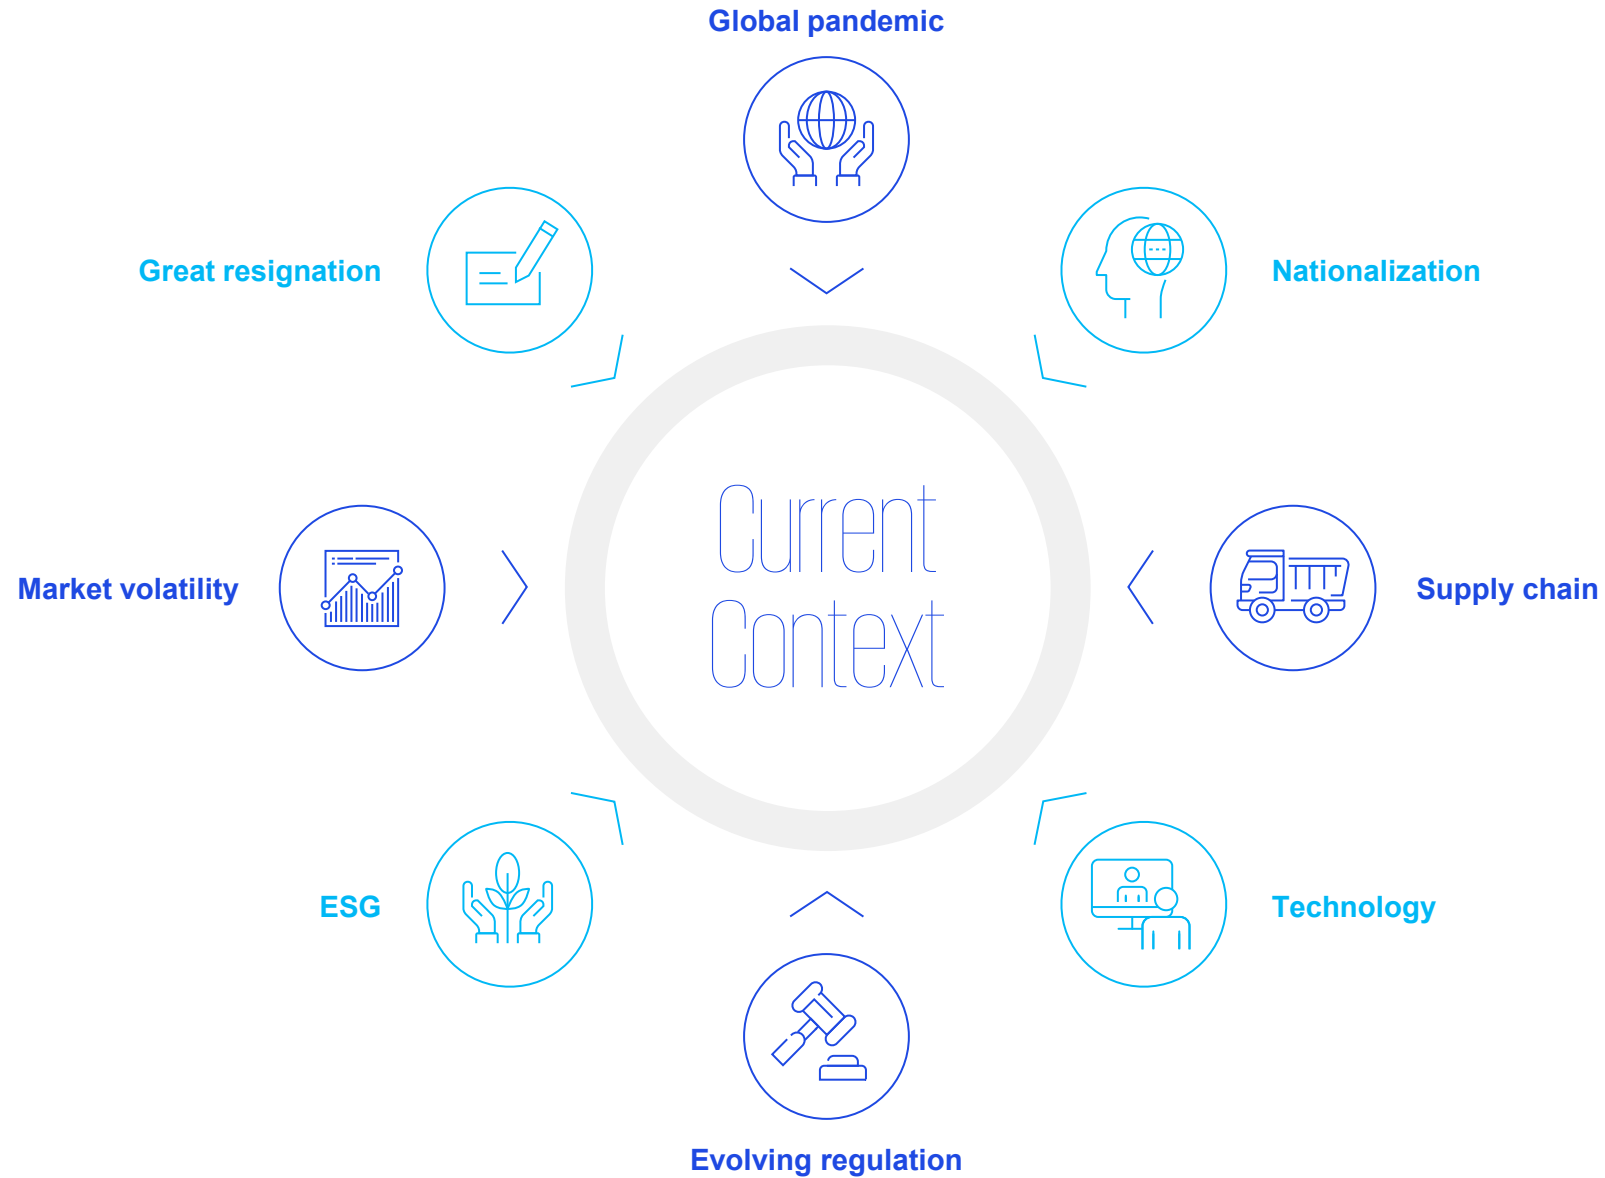 Global pandemic
Great resignation
Nationalization
Current
Context
Market volatility
Supply chain
ESG
Technology
Evolving regulation